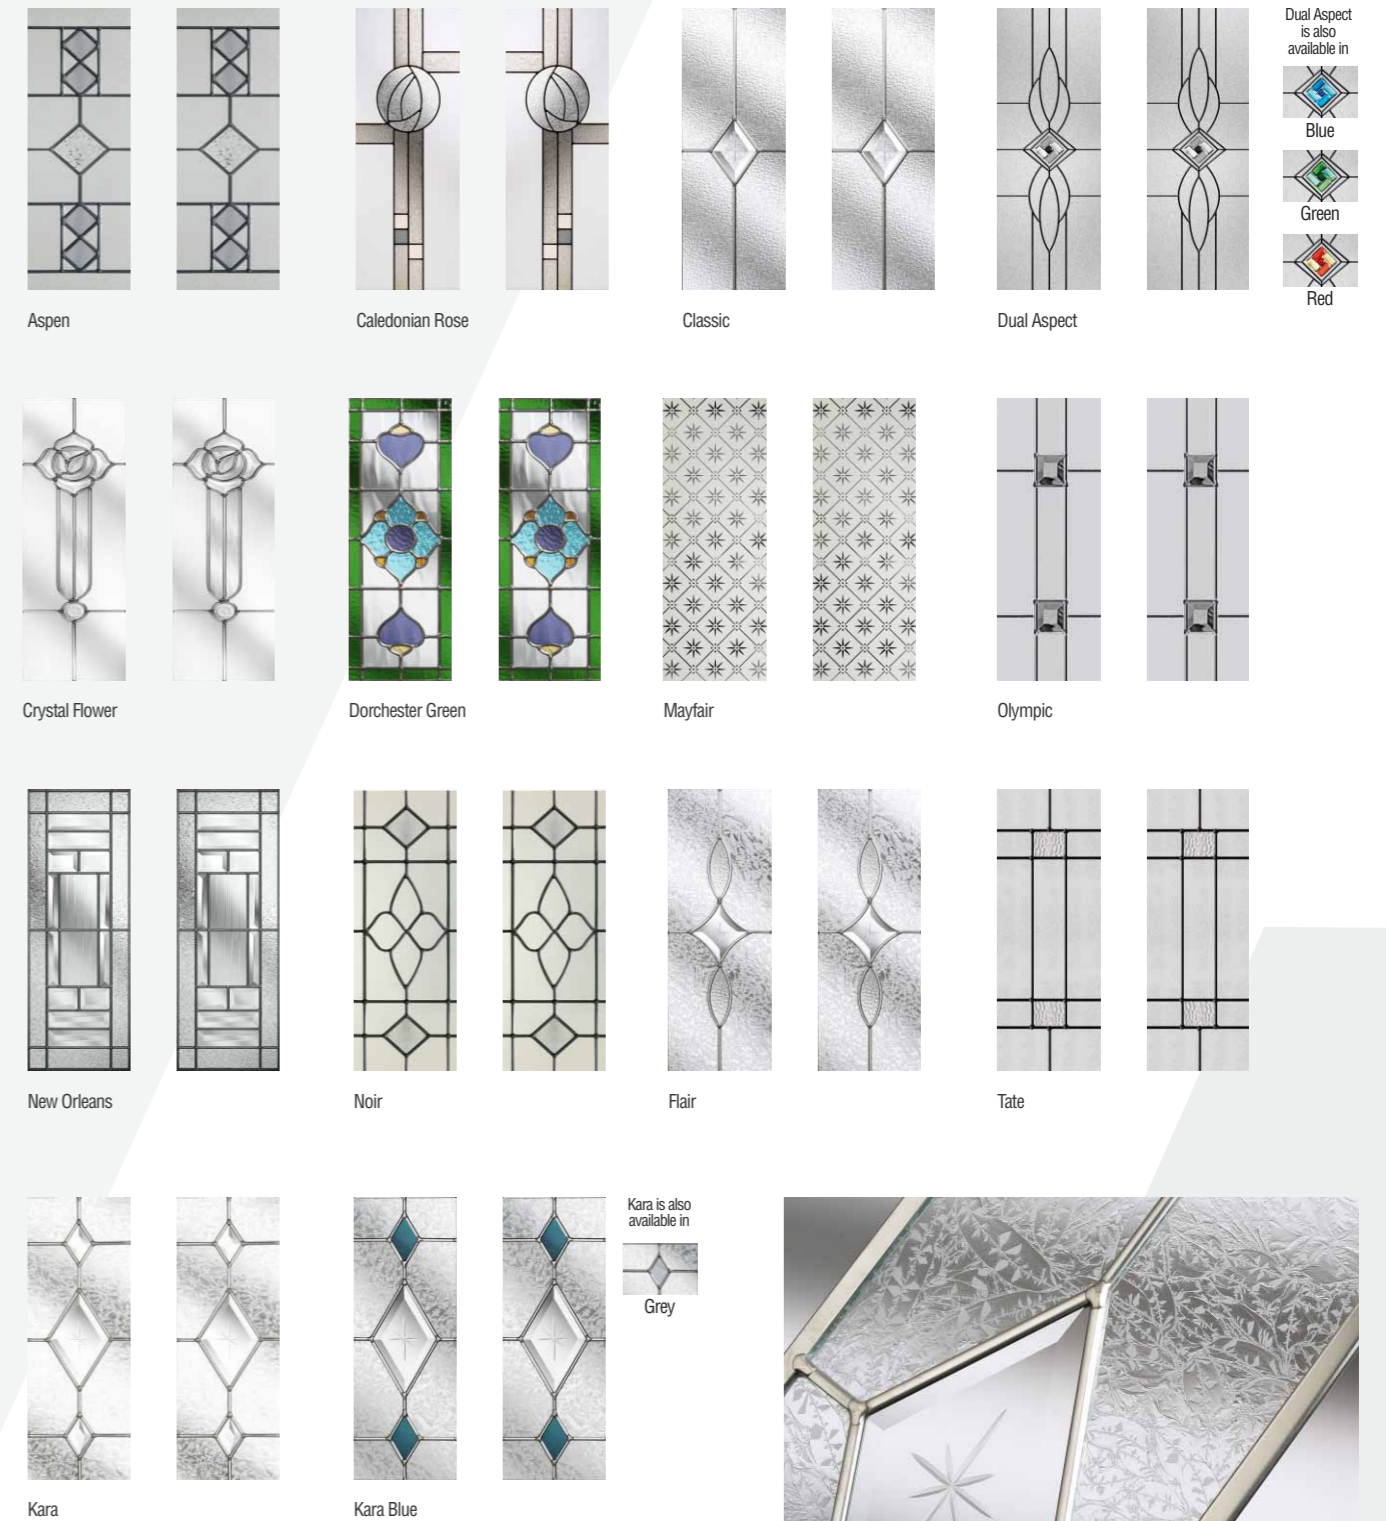 Dual Aspect
is also
available in
Blue
Green
Red
Aspen
Caledonian Rose
Classic
Dual Aspect
Crystal Flower
Dorchester Green
Mayfair
Olympic
New Orleans
Noir
Flair
Tate
Kara is also
available in
Grey
Kara
Kara Blue